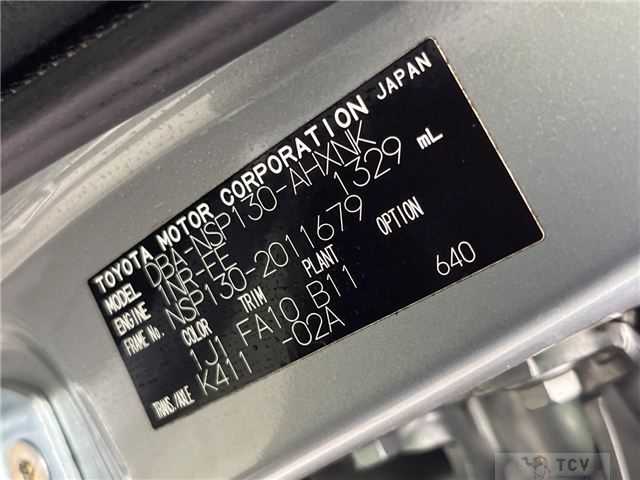 TOYOTA MOTOR CORPORATION JAPAN
MODEL DBA-NSP130-AHXNK
ENGINE 1NR-FE 1329 mL
FRAME No. NSP130-2011679
COLOR TRIM PLANT OPTION
1J1 FA10 B11 640
TRANS./AXLE K411 -02A
TCV